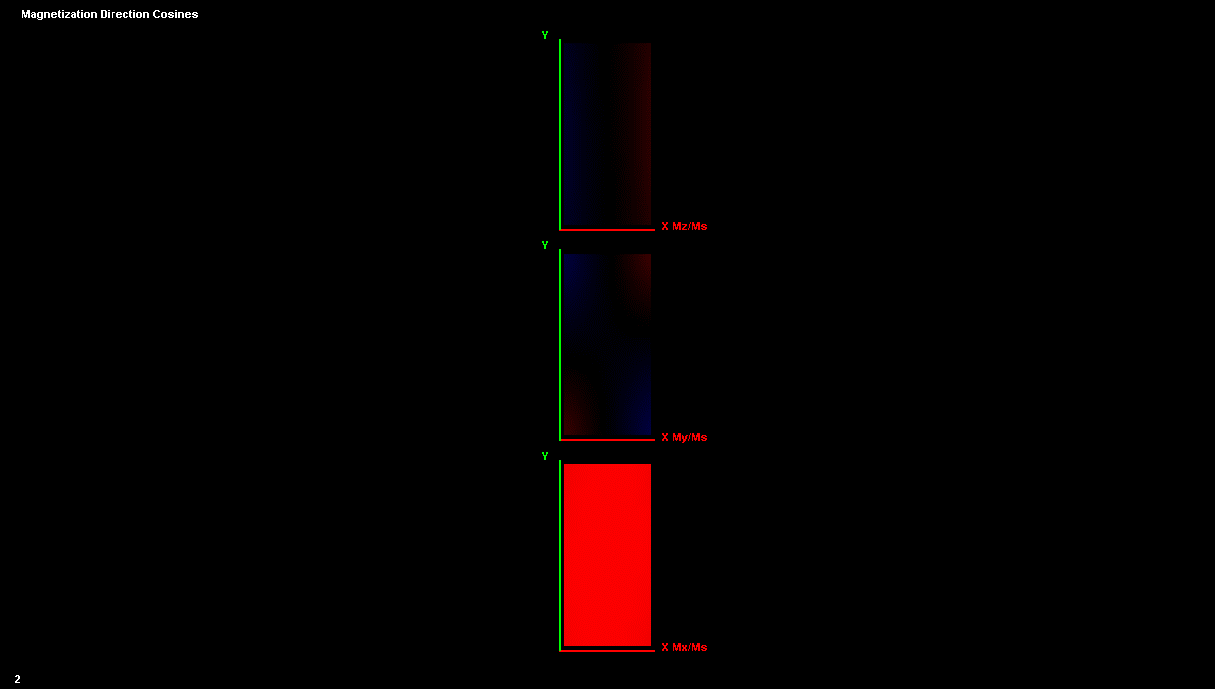 Magnetization Direction Cosines
Y
X Mz/Ms
Y
X My/Ms
Y
X Mx/Ms
2